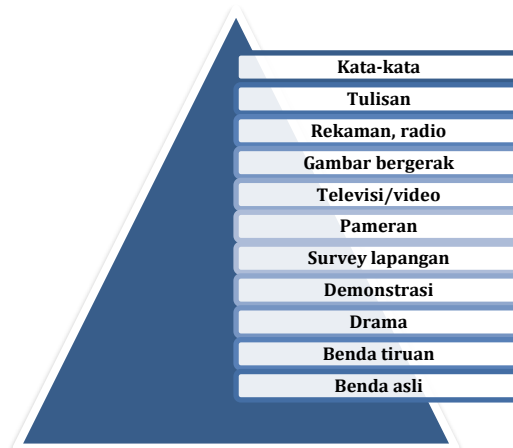 Kata-kata
Tulisan
Rekaman, radio
Gambar bergerak
Televisi/video
Pameran
Survey lapangan
Demonstrasi
Drama
Benda tiruan
Benda asli